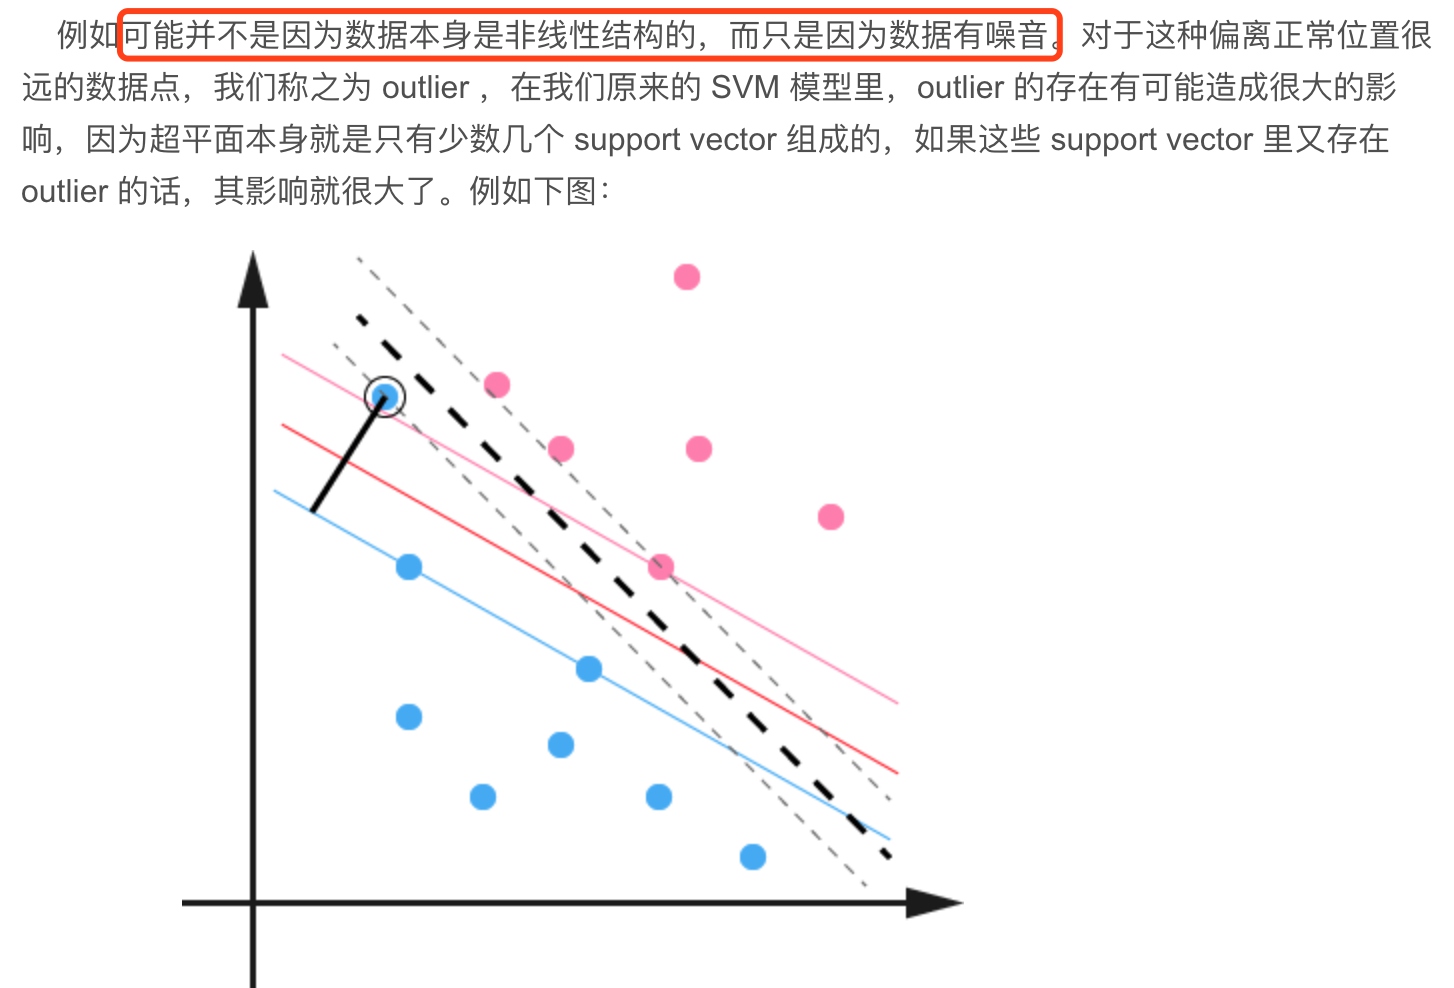 例如可能并不是因为数据本身是非线性结构的，而只是因为数据有噪音。对于这种偏离正常位置很
远的数据点，我们称之为 outlier ，在我们原来的 SVM 模型里，outlier 的存在有可能造成很大的影
响，因为超平面本身就是只有少数几个 support vector 组成的，如果这些 support vector 里又存在
outlier 的话，其影响就很大了。例如下图：